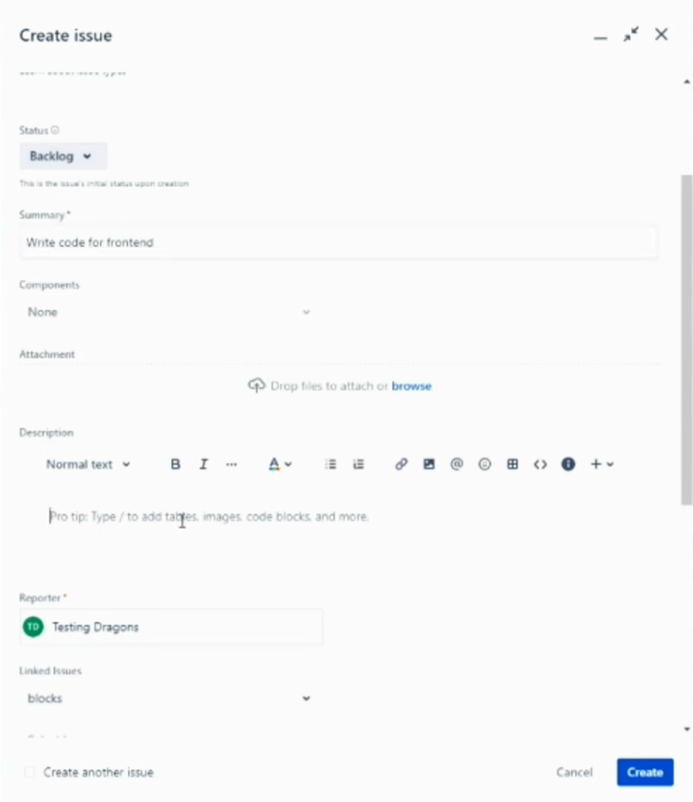 Create issue
Status
Backlog
This is the issue's initial status upon creation
Summary*
Write code for frontend
Components
None
Attachment
Drop files to attach or browse
Description
Normal text B I ... A
Pro tip: Type / to add tables, images, code blocks, and more.
Reporter*
TD Testing Dragons
Linked Issues
blocks
Create another issue Cancel Create